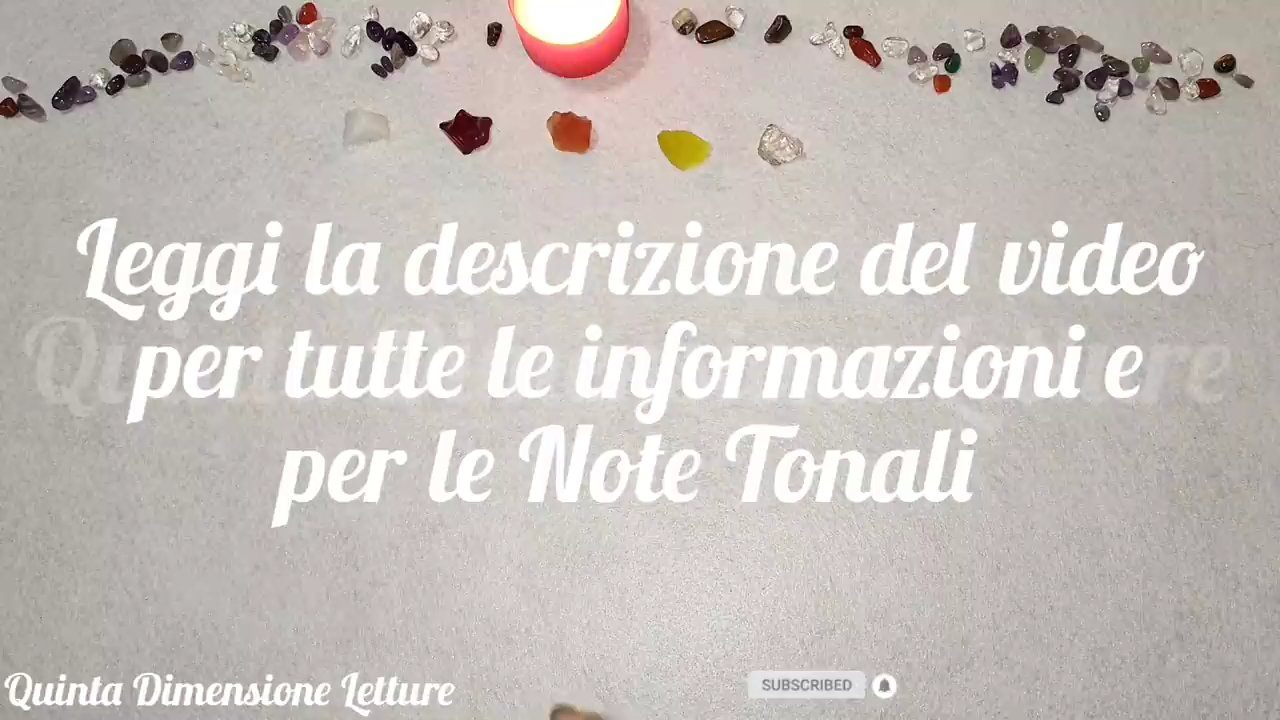 Leggi la descrizione del video
per tutte le informazioni e
per le Note Tonali
Quinta Dimensione Letture
SUBSCRIBED